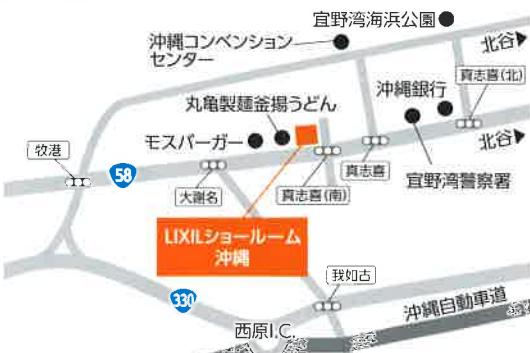 宜野湾海浜公園
沖縄コンベンション
センター
北谷
真志喜(北)
丸亀製麺釜揚うどん
沖縄銀行
モスバーガー
牧港
58
大謝名
真志喜(南)
真志喜
宜野湾警察署
北谷
LIXILショールーム
沖縄
我如古
330
沖縄自動車道
西原I.C.